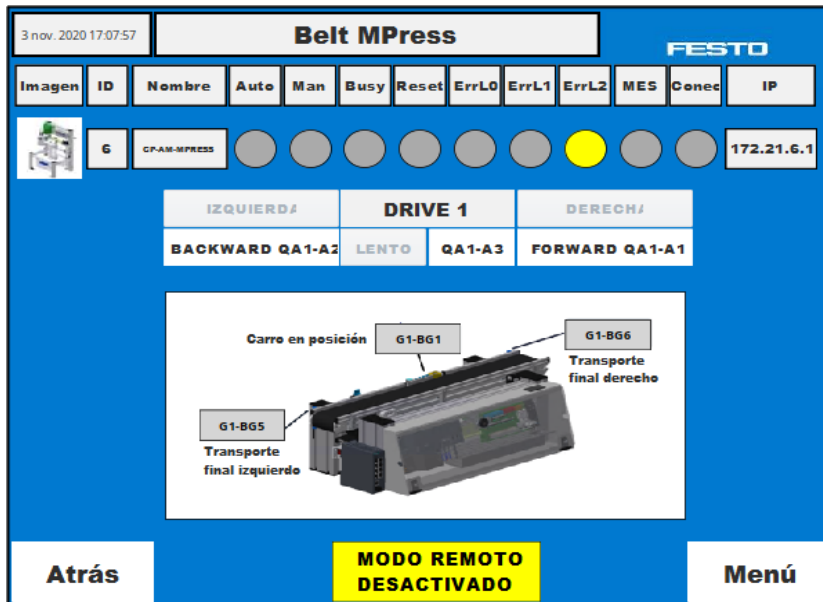 3 nov. 2020 17:07:57
Belt MPress
FESTO
Imagen ID Nombre Auto Man Busy Reset ErrL0 ErrL1 ErrL2 MES Conec IP
6 CP-AM-MPRESS 172.21.6.1
IZQUIERDA DRIVE 1 DERECHA
BACKWARD QA1-A2 LENTO QA1-A3 FORWARD QA1-A1
Carro en posición G1-BG1 G1-BG6
Transporte
final derecho
G1-BG5
Transporte
final izquierdo
Atrás
MODO REMOTO
DESACTIVADO
Menú